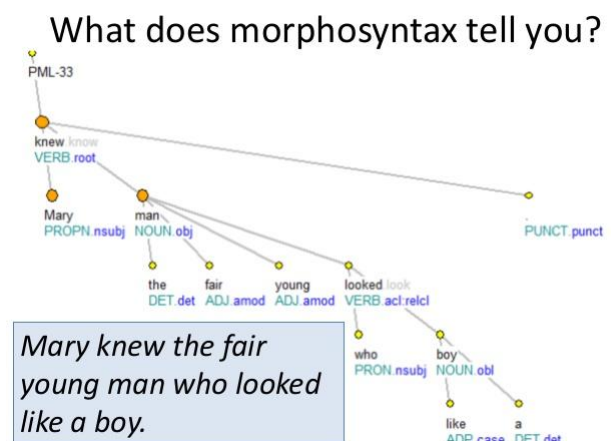 What does morphosyntax tell you?
PML-33
knew know
VERB.root
Mary man .
PROPN.nsubj NOUN.obj PUNCT.punct
the fair young looked look
DET.det ADJ.amod ADJ.amod VERB.acl:relcl
who boy
PRON.nsubj NOUN.obl
like a
ADP.case DET.det
Mary knew the fair
young man who looked
like a boy.